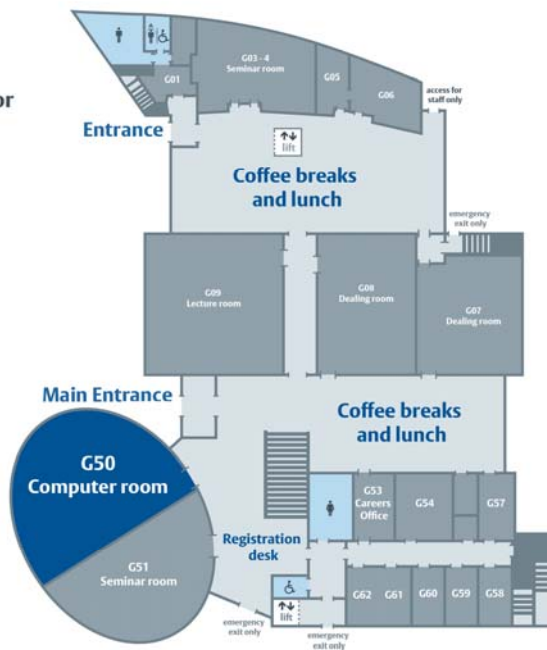 or
G01
G03 - 4
Seminar room
G05
G06
access for
staff only
Entrance
lift
Coffee breaks
and lunch
emergency
exit only
G09
Lecture room
G08
Dealing room
G07
Dealing room
Main Entrance
Coffee breaks
and lunch
G50
Computer room
G53
Careers
Office
G54
G57
Registration
desk
G51
Seminar room
G62
G61
G60
G59
G58
lift
emergency
exit only
emergency
exit only